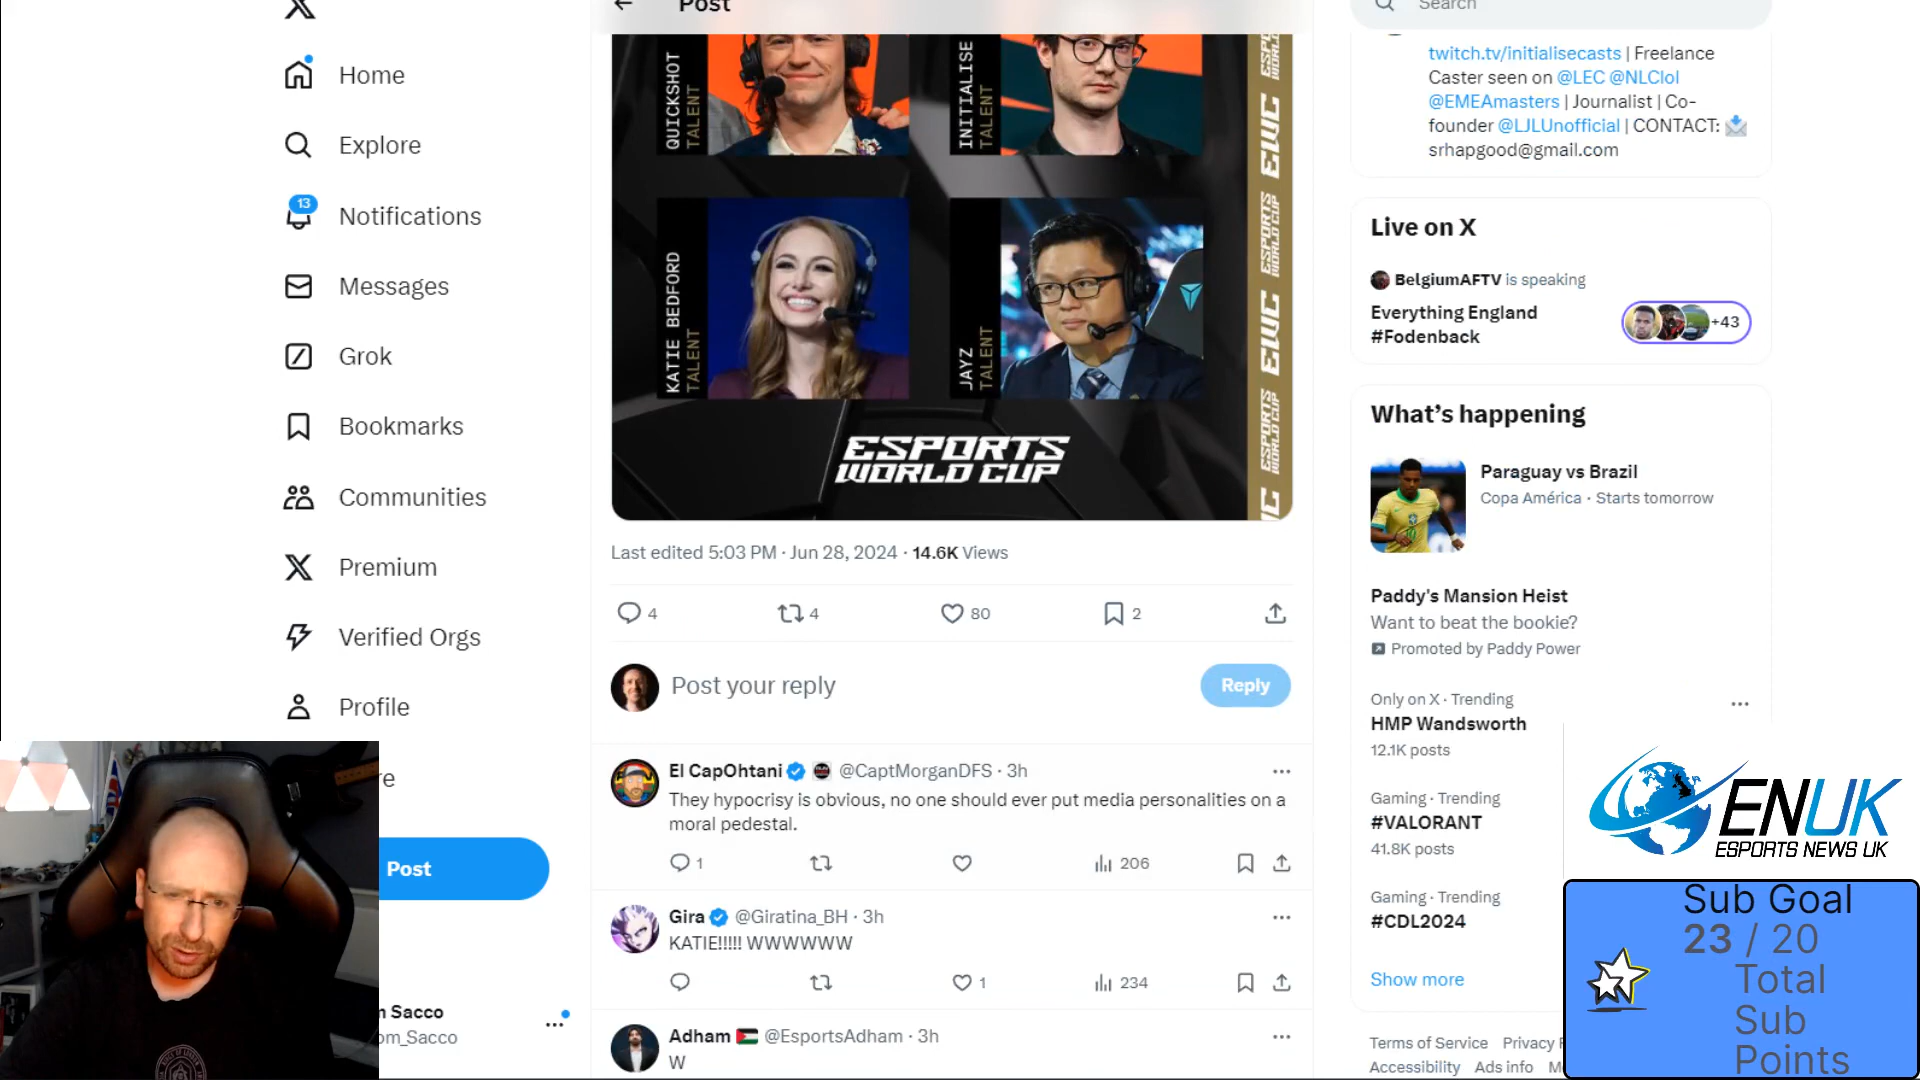 Post
Search
Home
Explore
13
Notifications
Messages
Grok
Bookmarks
Communities
Premium
Verified Orgs
Profile
Post
Sacco
om_Sacco
QUICKSHOT
TALENT
INITIALISE
TALENT
KATIE BEDFORD
TALENT
JAYZ
TALENT
ESPORTS
WORLD CUP
EWC
ESPORTS
WORLD CUP
EWC
ESPORTS
WORLD CUP
Last edited 5:03 PM · Jun 28, 2024 · 14.6K Views
4
4
80
2
Post your reply
Reply
El CapOhtani @CaptMorganDFS · 3h
They hypocrisy is obvious, no one should ever put media personalities on a
moral pedestal.
1
206
Gira @Giratina_BH · 3h
KATIE!!!!! WWWWWW
1
234
Adham @EsportsAdham · 3h
W
twitch.tv/initialisecasts | Freelance
Caster seen on @LEC @NLClol
@EMEAmasters | Journalist | Co-
founder @LJLUnofficial | CONTACT:
srhapgood@gmail.com
Live on X
BelgiumAFTV is speaking
Everything England
#Fodenback
+43
What's happening
Paraguay vs Brazil
Copa América · Starts tomorrow
Paddy's Mansion Heist
Want to beat the bookie?
Promoted by Paddy Power
Only on X · Trending
HMP Wandsworth
12.1K posts
Gaming · Trending
#VALORANT
41.8K posts
Gaming · Trending
#CDL2024
Show more
Terms of Service Privacy
Accessibility Ads info
ENUK
ESPORTS NEWS UK
Sub Goal
23 / 20
Total
Sub
Points